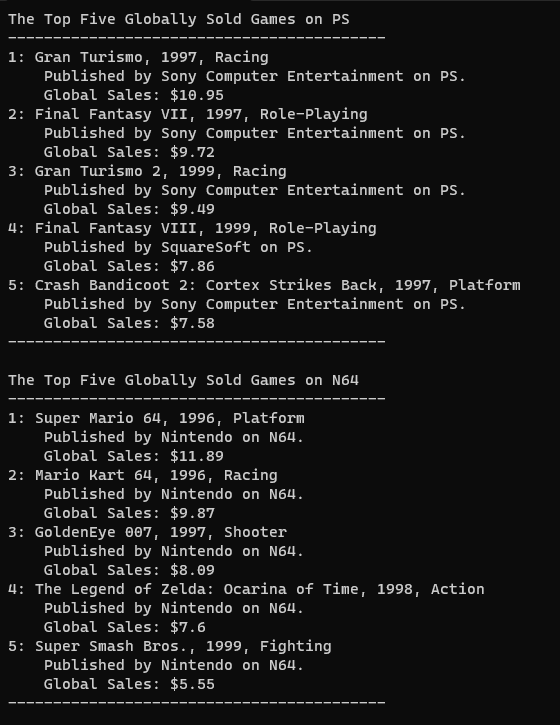 The Top Five Globally Sold Games on PS
------------------------------------------
1: Gran Turismo, 1997, Racing
    Published by Sony Computer Entertainment on PS.
    Global Sales: $10.95
2: Final Fantasy VII, 1997, Role-Playing
    Published by Sony Computer Entertainment on PS.
    Global Sales: $9.72
3: Gran Turismo 2, 1999, Racing
    Published by Sony Computer Entertainment on PS.
    Global Sales: $9.49
4: Final Fantasy VIII, 1999, Role-Playing
    Published by SquareSoft on PS.
    Global Sales: $7.86
5: Crash Bandicoot 2: Cortex Strikes Back, 1997, Platform
    Published by Sony Computer Entertainment on PS.
    Global Sales: $7.58
------------------------------------------

The Top Five Globally Sold Games on N64
------------------------------------------
1: Super Mario 64, 1996, Platform
    Published by Nintendo on N64.
    Global Sales: $11.89
2: Mario Kart 64, 1996, Racing
    Published by Nintendo on N64.
    Global Sales: $9.87
3: GoldenEye 007, 1997, Shooter
    Published by Nintendo on N64.
    Global Sales: $8.09
4: The Legend of Zelda: Ocarina of Time, 1998, Action
    Published by Nintendo on N64.
    Global Sales: $7.6
5: Super Smash Bros., 1999, Fighting
    Published by Nintendo on N64.
    Global Sales: $5.55
------------------------------------------